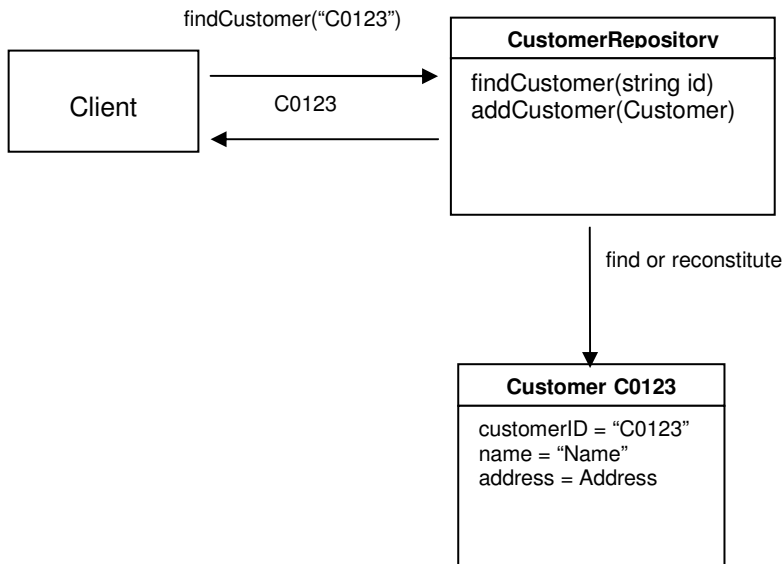 findCustomer(“C0123”)
CustomerRepository
Client
C0123
findCustomer(string id)
addCustomer(Customer)
find or reconstitute
Customer C0123
customerID = “C0123”
name = “Name”
address = Address